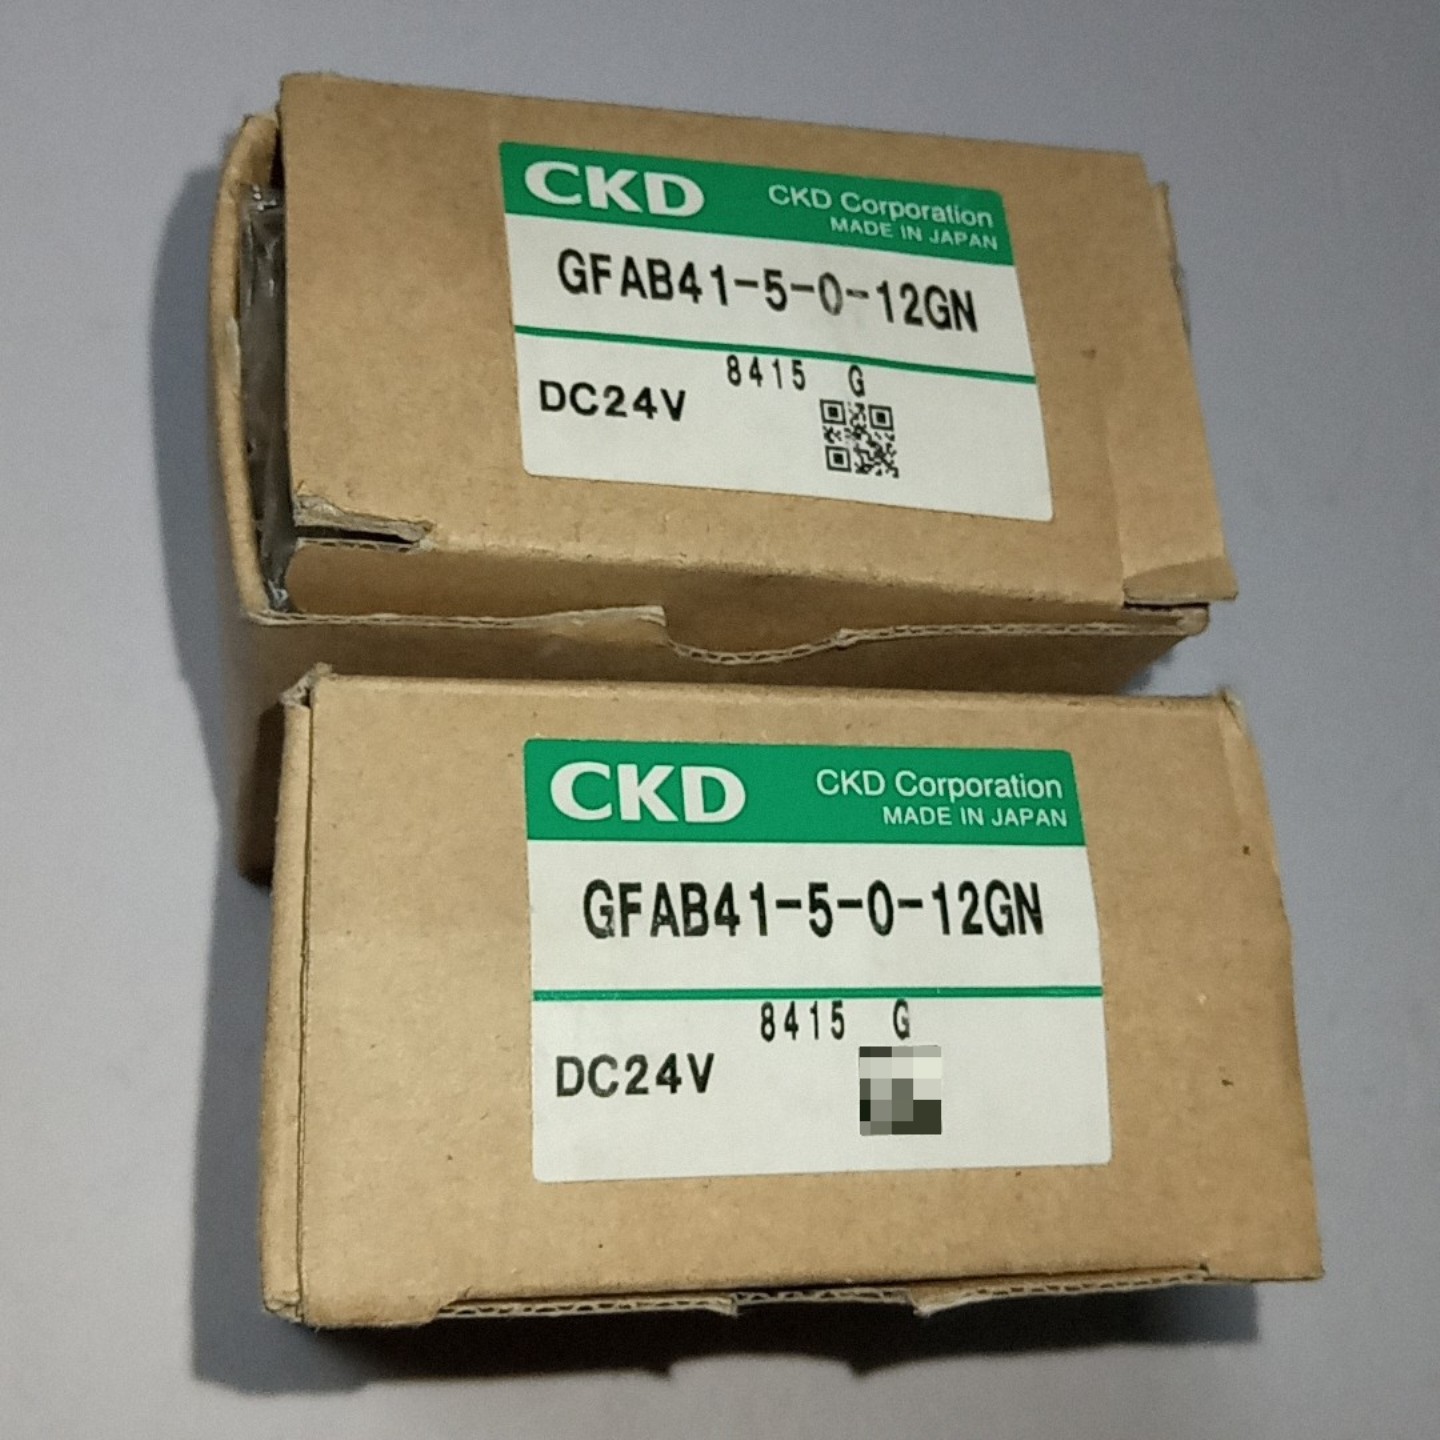 CKD CKD Corporation
MADE IN JAPAN
GFAB41-5-0-12GN
8415 G
DC24V
CKD CKD Corporation
MADE IN JAPAN
GFAB41-5-0-12GN
8415 G
DC24V